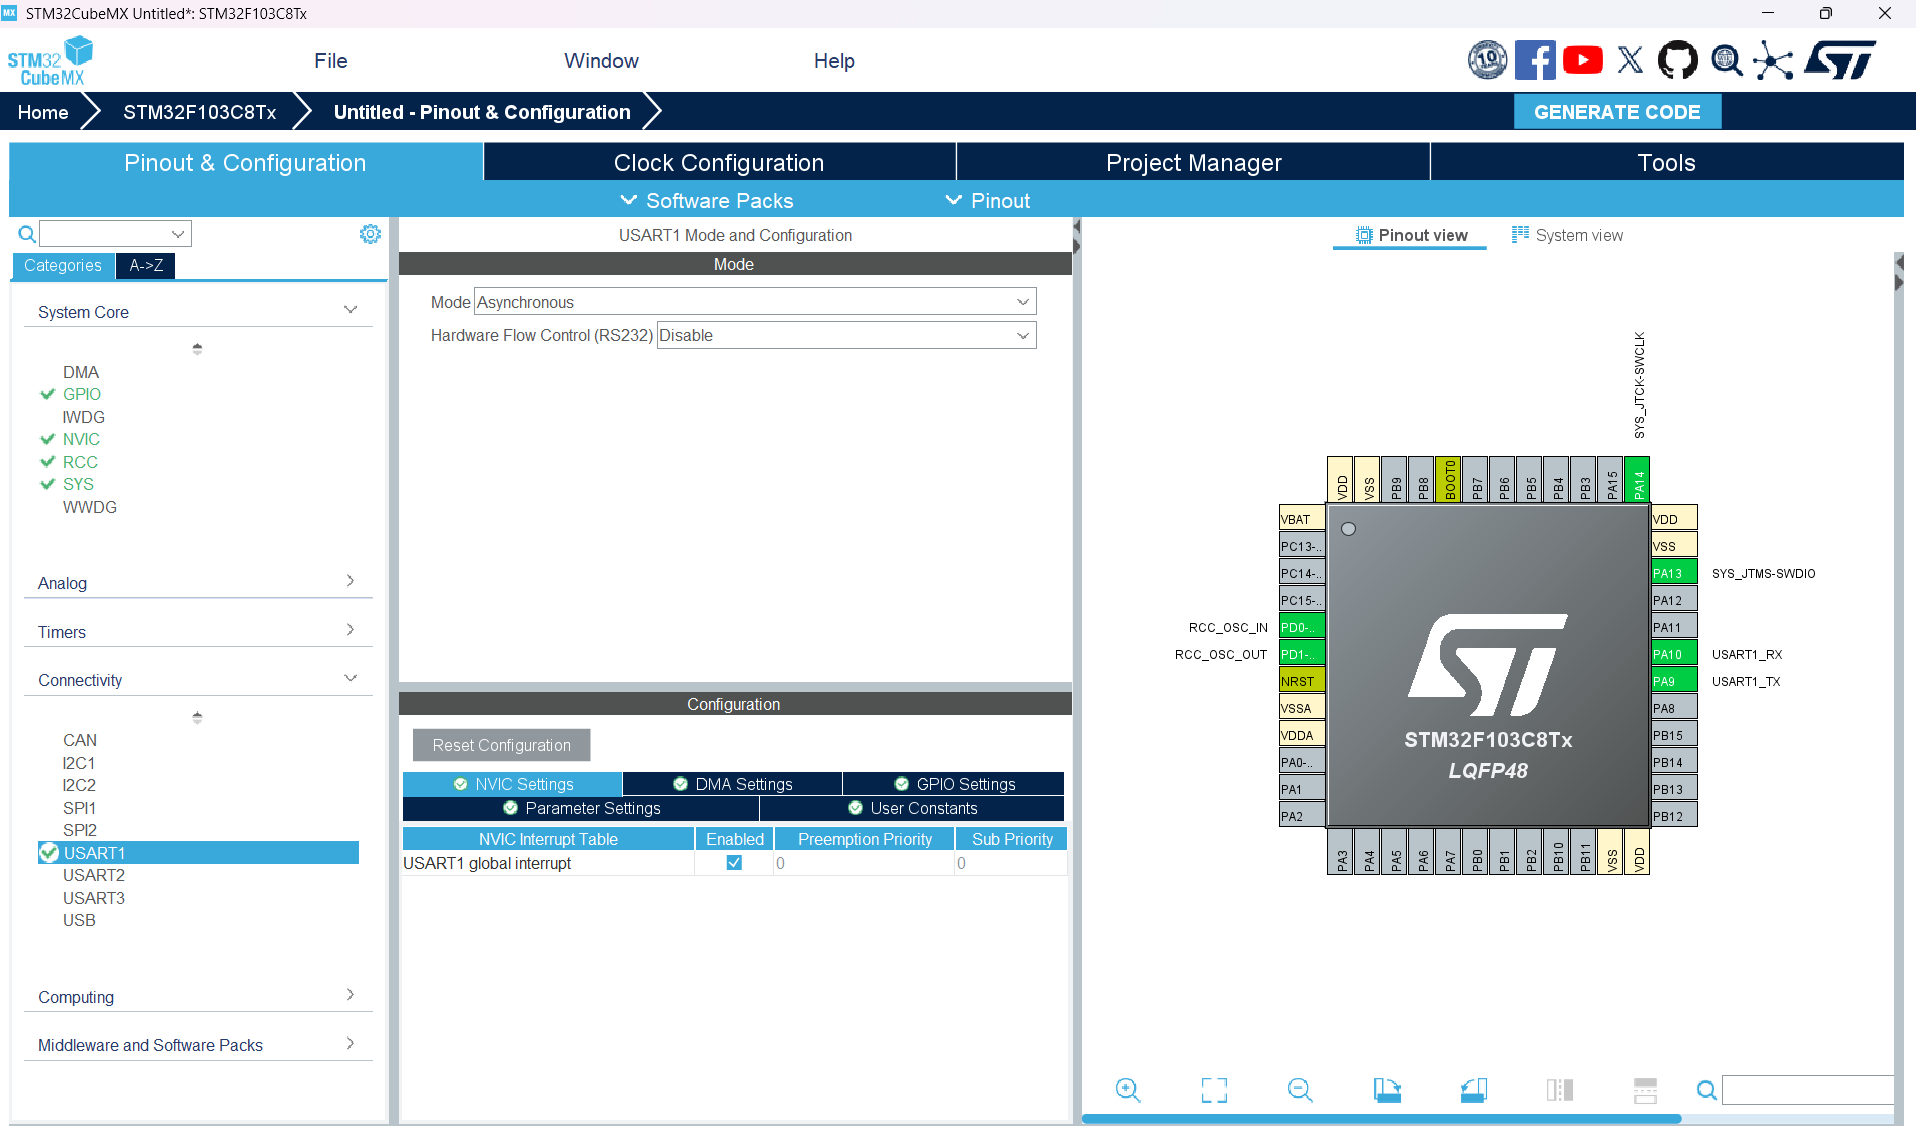 MX STM32CubeMX Untitled*: STM32F103C8Tx
STM32 CubeMX
File Window Help
10
Home STM32F103C8Tx Untitled - Pinout & Configuration GENERATE CODE
Pinout & Configuration Clock Configuration Project Manager Tools
Software Packs Pinout
Categories A->Z
System Core
DMA
GPIO
IWDG
NVIC
RCC
SYS
WWDG
Analog
Timers
Connectivity
CAN
I2C1
I2C2
SPI1
SPI2
USART1
USART2
USART3
USB
Computing
Middleware and Software Packs
USART1 Mode and Configuration
Mode
Mode Asynchronous
Hardware Flow Control (RS232) Disable
Configuration
Reset Configuration
NVIC Settings DMA Settings GPIO Settings
Parameter Settings User Constants
NVIC Interrupt Table Enabled Preemption Priority Sub Priority
USART1 global interrupt 0 0
Pinout view System view
SYS_JTCK-SWCLK
VDD VSS PB9 PB8 BOOT0 PB7 PB6 PB5 PB4 PB3 PA15 PA14
VBAT VDD
PC13-.. VSS
PC14-.. PA13 SYS_JTMS-SWDIO
PC15-.. PA12
RCC_OSC_IN PD0-.. PA11
RCC_OSC_OUT PD1-.. PA10 USART1_RX
NRST PA9 USART1_TX
VSSA PA8
VDDA PB15
PA0-.. PB14
PA1 PB13
PA2 PB12
ST
STM32F103C8Tx
LQFP48
PA3 PA4 PA5 PA6 PA7 PB0 PB1 PB2 PB10 PB11 VSS VDD